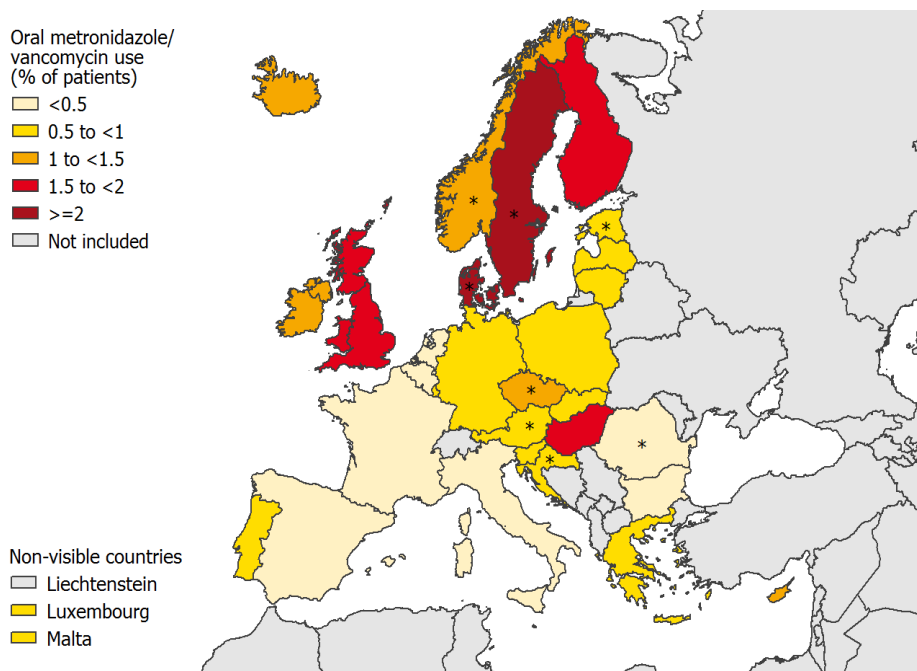 Oral metronidazole/
vancomycin use
(% of patients)
<0.5
0.5 to <1
1 to <1.5
1.5 to <2
>=2
Not included
*
*
*
*
*
*
*
*
Non-visible countries
Liechtenstein
Luxembourg
Malta